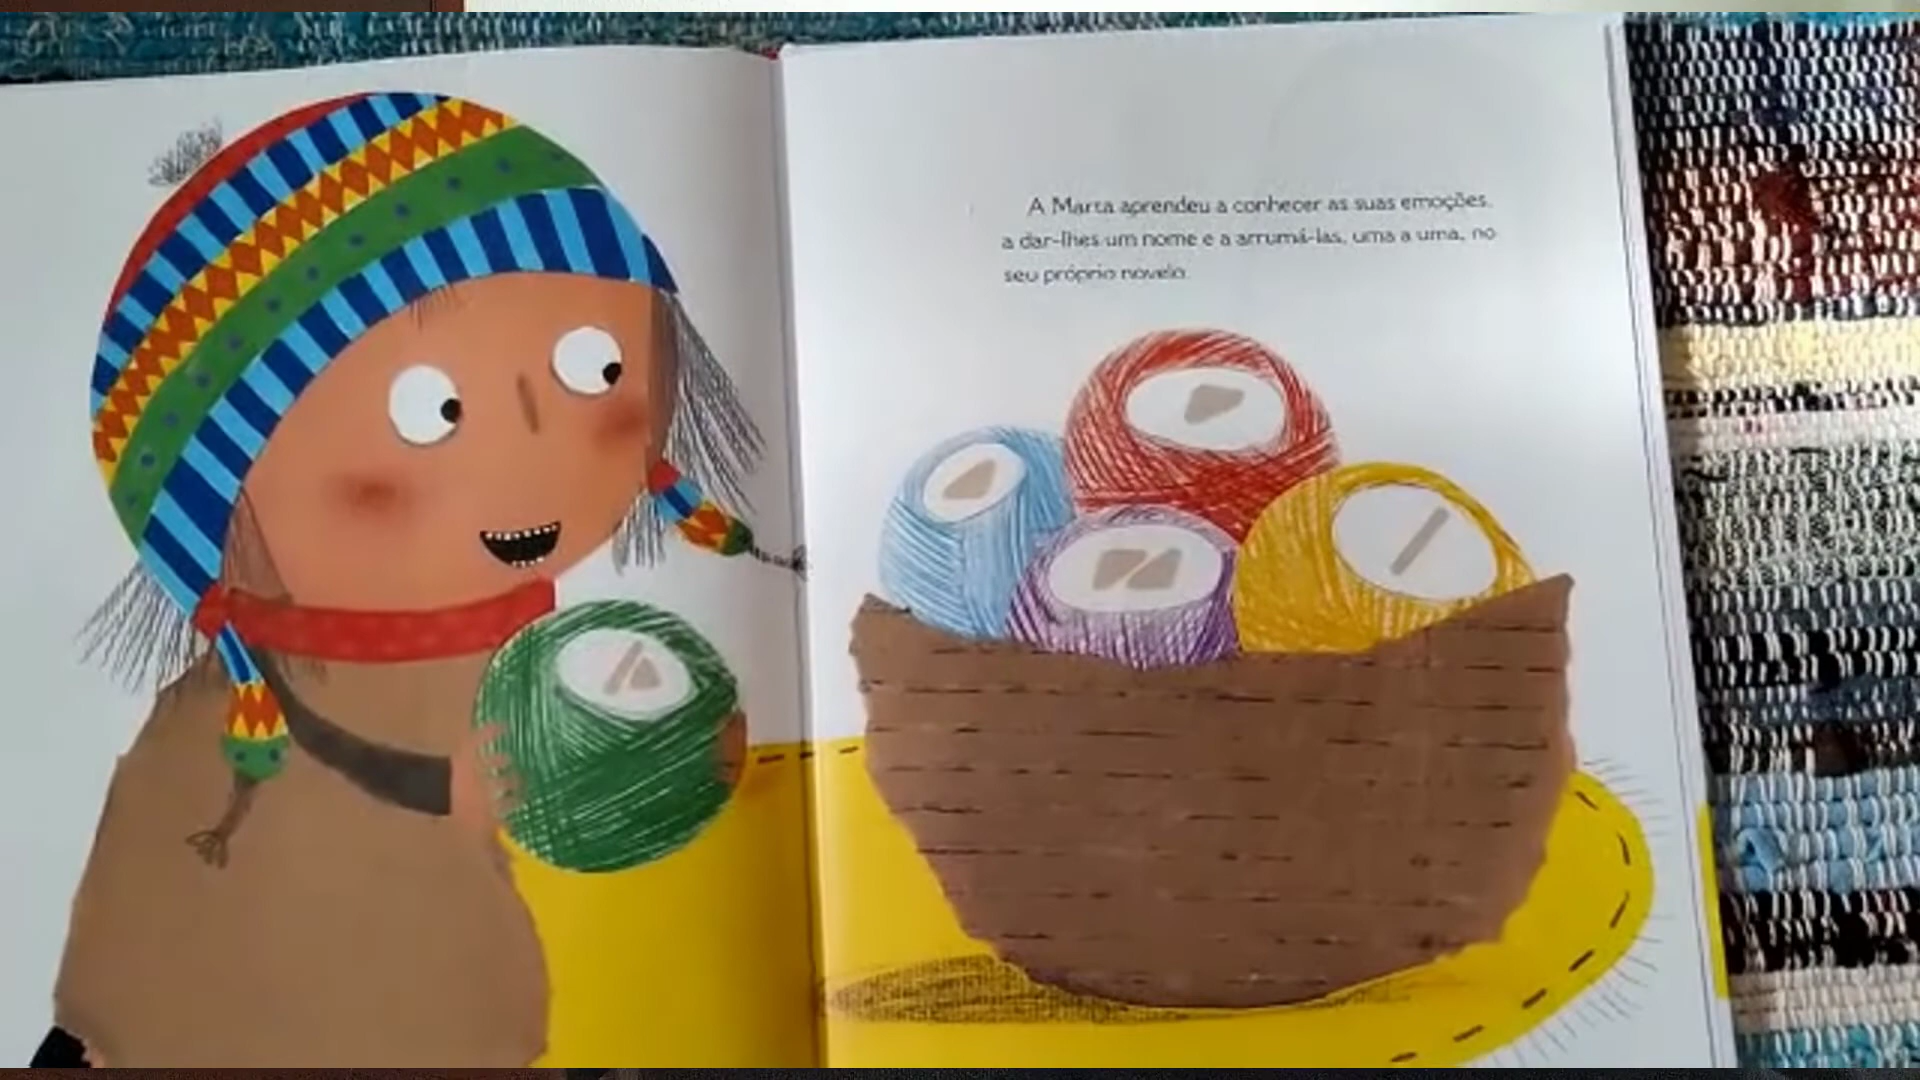 A Marta aprendeu a conhecer as suas emoções,
a dar-lhes um nome e a arrumá-las, uma a uma, no
seu próprio novelo.